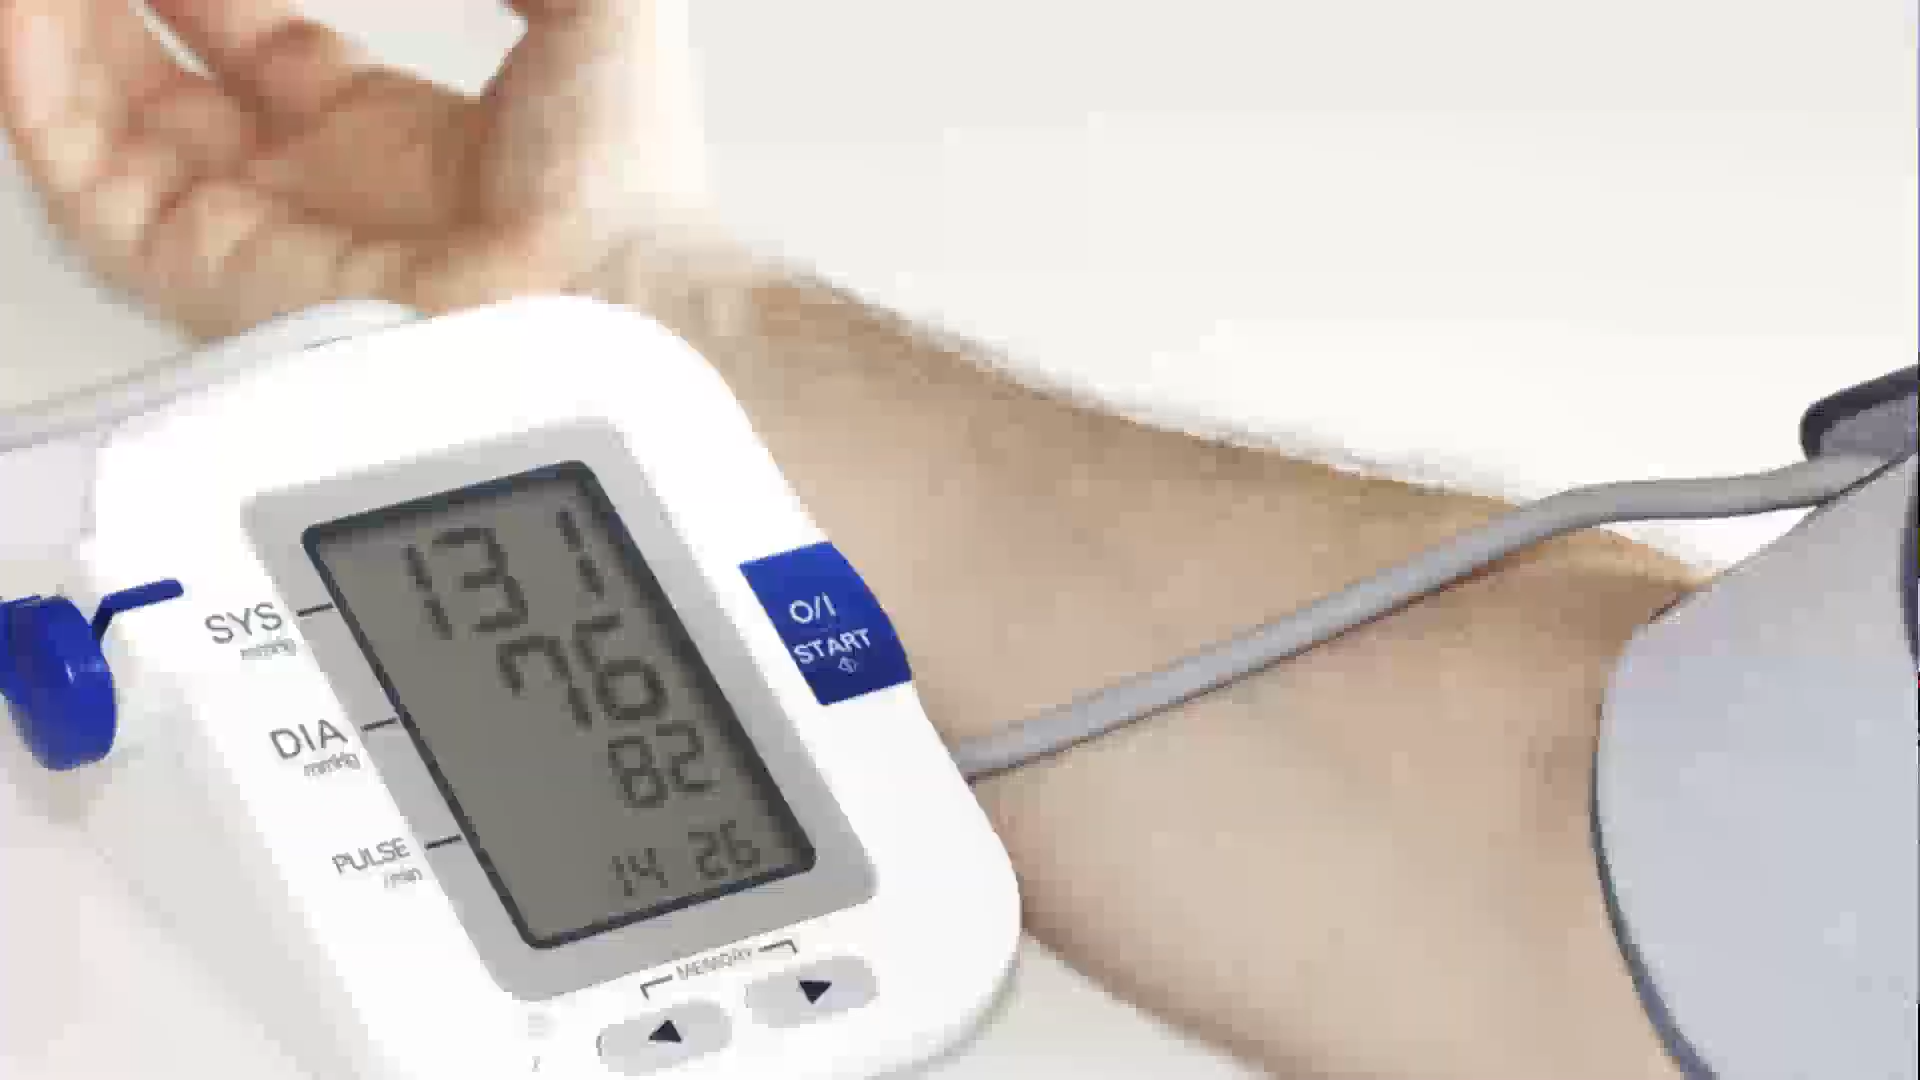 131
SYS
mmHg
76
DIA
mmHg
82
PULSE
/min
14 26
O/I
START
MEMORY